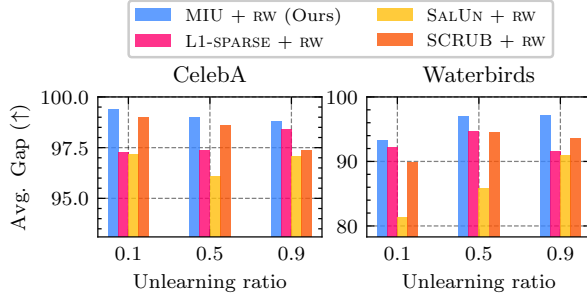 MIU + RW (Ours) SALUN + RW
L1-SPARSE + RW SCRUB + RW
CelebA Waterbirds
Avg. Gap (↑)
100.0
97.5
95.0
0.1 0.5 0.9
Unlearning ratio
100
90
80
0.1 0.5 0.9
Unlearning ratio